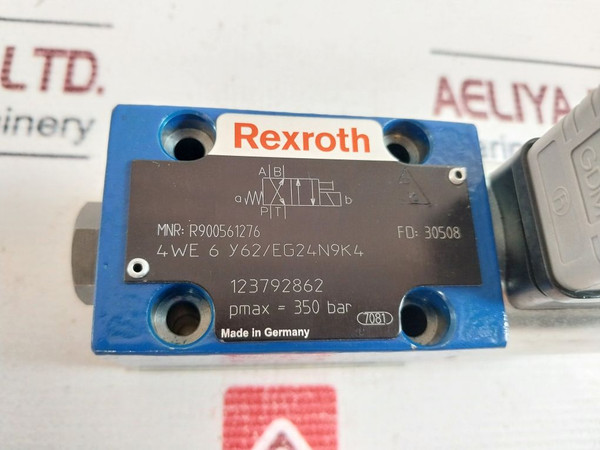 LTD.
inery
AELIYA
Rexroth
A B
a b
P T
MNR: R900561276
FD: 30508
4WE 6 Y62/EG24N9K4
123792862
pmax = 350 bar
7081
Made in Germany